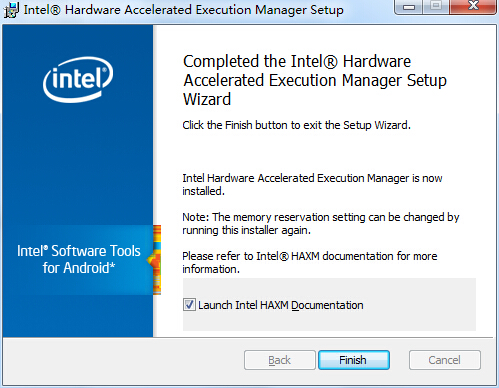 Intel® Hardware Accelerated Execution Manager Setup
intel
Completed the Intel® Hardware
Accelerated Execution Manager Setup
Wizard
Click the Finish button to exit the Setup Wizard.
Intel Hardware Accelerated Execution Manager is now
installed.
Note: The memory reservation setting can be changed by
running this installer again.
Please refer to Intel® HAXM documentation for more
information.
Intel® Software Tools
for Android*
Launch Intel HAXM Documentation
Back Finish Cancel